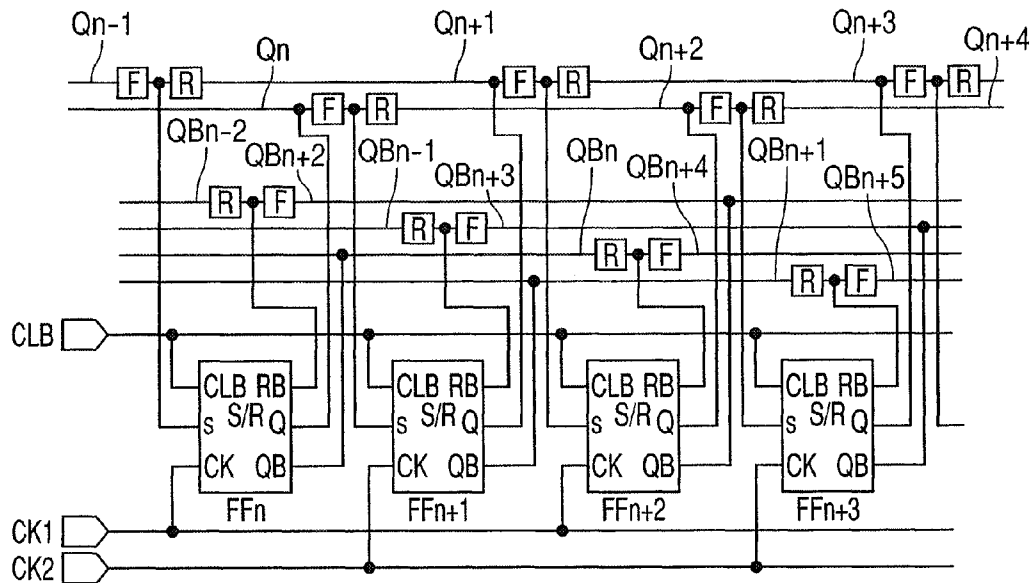 Qn-1 Qn+1 Qn+3
Qn Qn+2 Qn+4
F R F R F R
F R F R
QBn-2 QBn+2 QBn-1 QBn+3 QBn QBn+4 QBn+1 QBn+5
R F
R F
R F
R F
CLB
CLB RB CLB RB CLB RB CLB RB
S/R S/R S/R S/R
s Q s Q s Q s Q
CK QB CK QB CK QB CK QB
FFn FFn+1 FFn+2 FFn+3
CK1
CK2